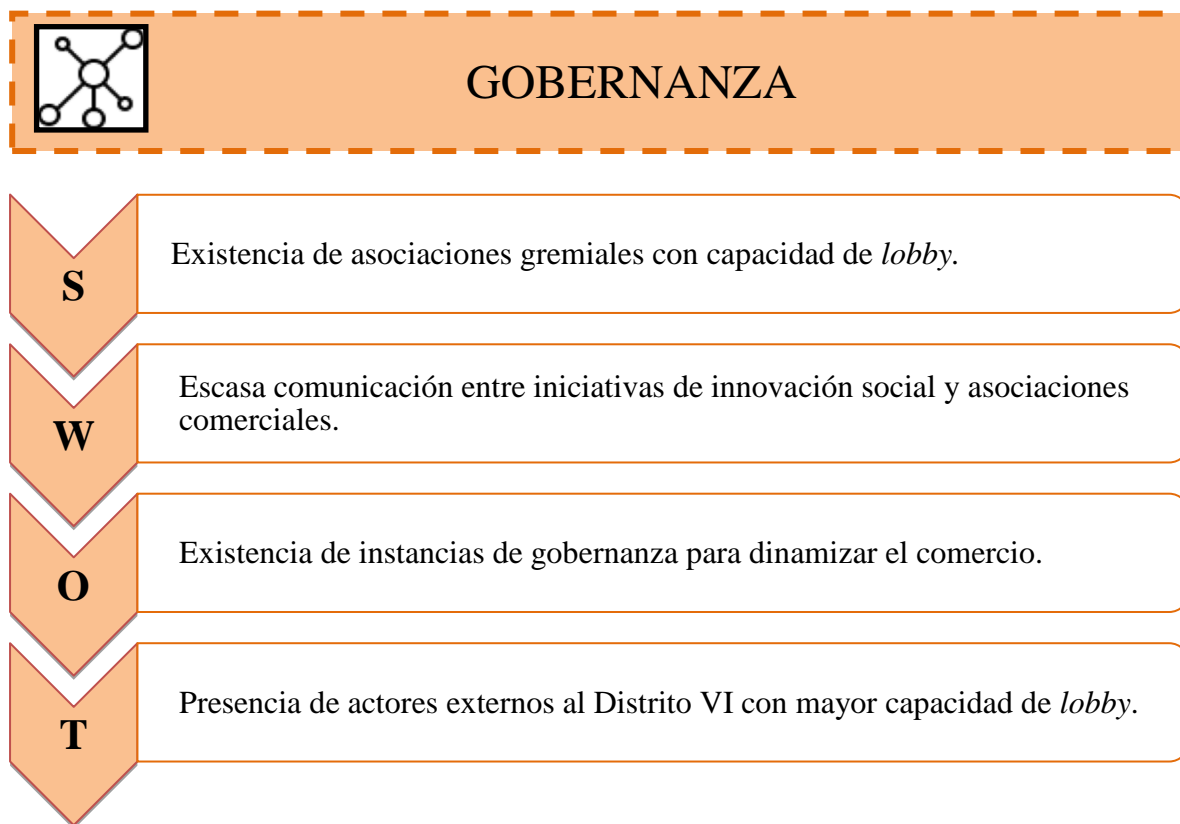 GOBERNANZA
S
Existencia de asociaciones gremiales con capacidad de lobby.
W
Escasa comunicación entre iniciativas de innovación social y asociaciones
comerciales.
O
Existencia de instancias de gobernanza para dinamizar el comercio.
T
Presencia de actores externos al Distrito VI con mayor capacidad de lobby.